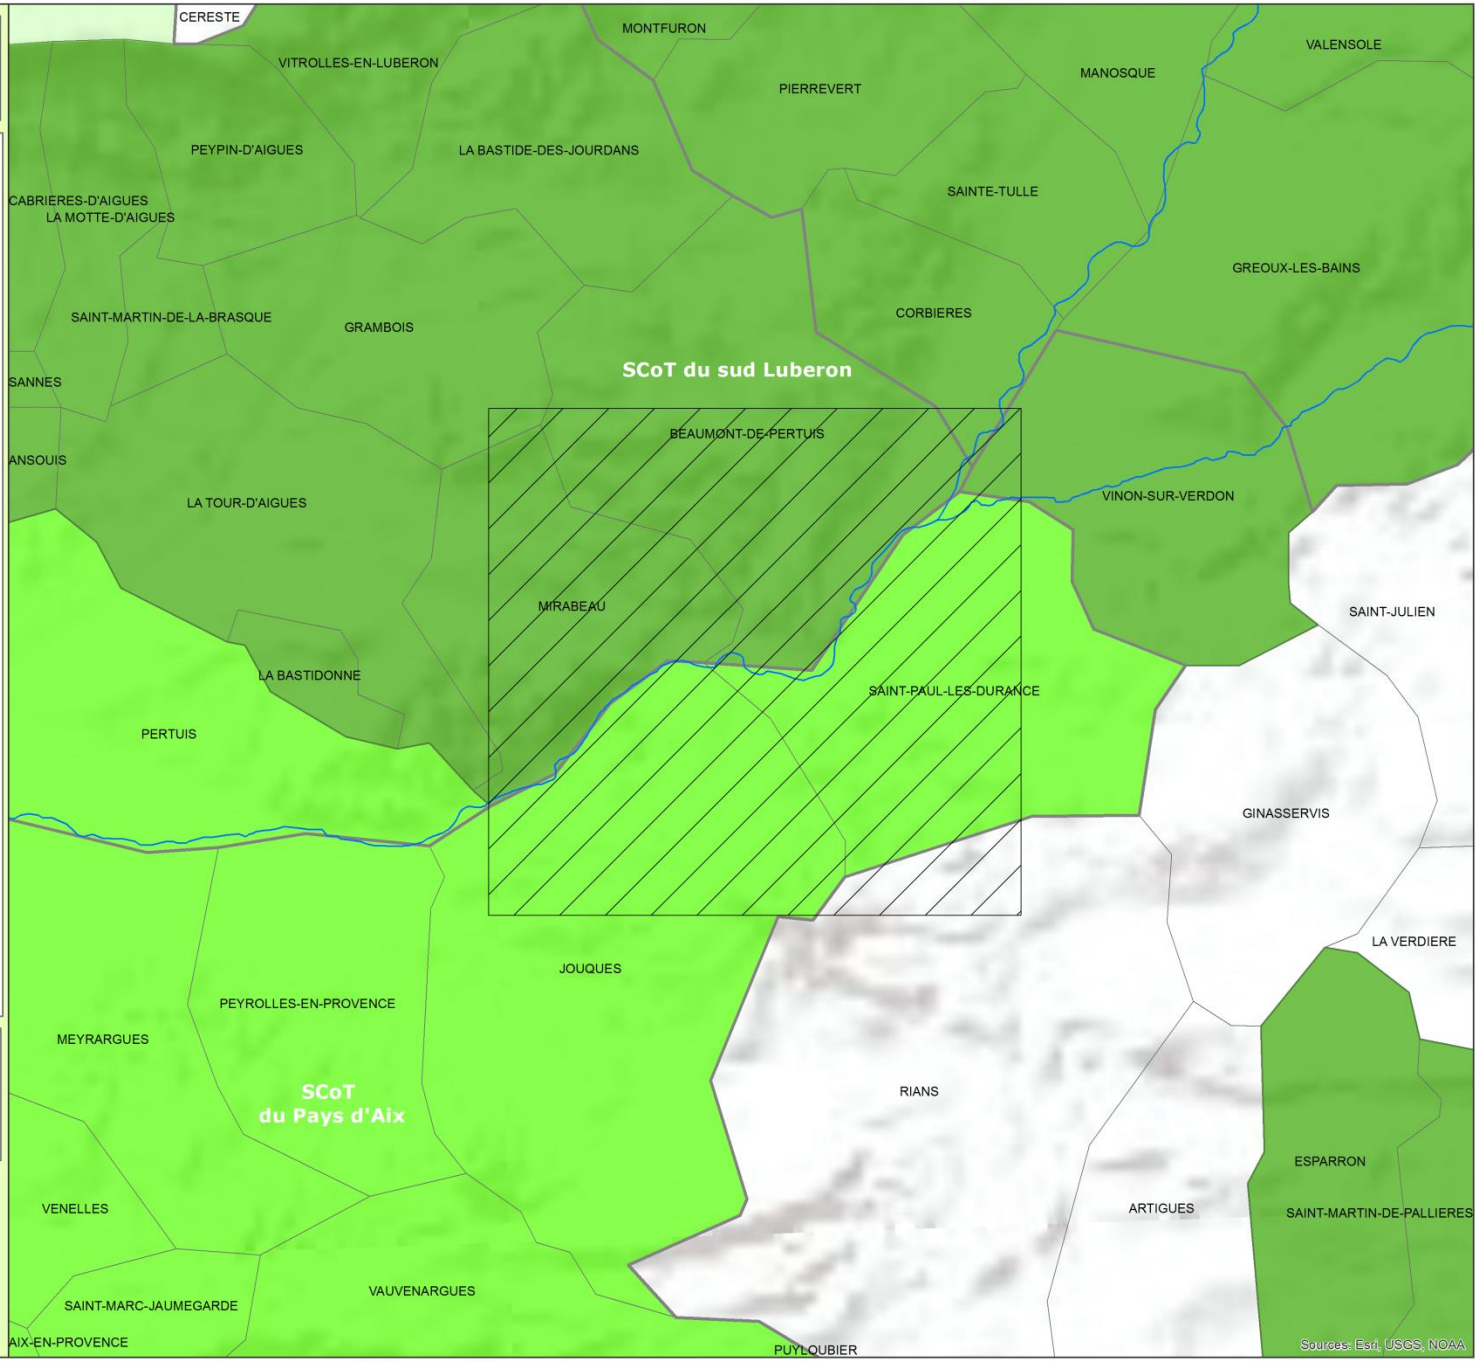 CERESTE
MONTFURON
VALENSOLE
VITROLLES-EN-LUBERON
MANOSQUE
PIERREVERT
PEYPIN-D'AIGUES
LA BASTIDE-DES-JOURDANS
SAINTE-TULLE
CABRIERES-D'AIGUES
LA MOTTE-D'AIGUES
GREOUX-LES-BAINS
SAINT-MARTIN-DE-LA-BRASQUE
GRAMBOIS
CORBIERES
SCoT du sud Luberon
SANNES
BEAUMONT-DE-PERTUIS
ANSOUIS
LA TOUR-D'AIGUES
VINON-SUR-VERDON
MIRABEAU
SAINT-JULIEN
LA BASTIDONNE
SAINT-PAUL-LES-DURANCE
PERTUIS
GINASSERVIS
LA VERDIERE
JOUQUES
PEYROLLES-EN-PROVENCE
MEYRARGUES
SCoT
du Pays d'Aix
RIANS
ESPARRON
VENELLES
ARTIGUES
SAINT-MARTIN-DE-PALLIERES
VAUVENARGUES
SAINT-MARC-JAUMEGARDE
AIX-EN-PROVENCE
PUYLOUBIER
Sources: Esri, USGS, NOAA